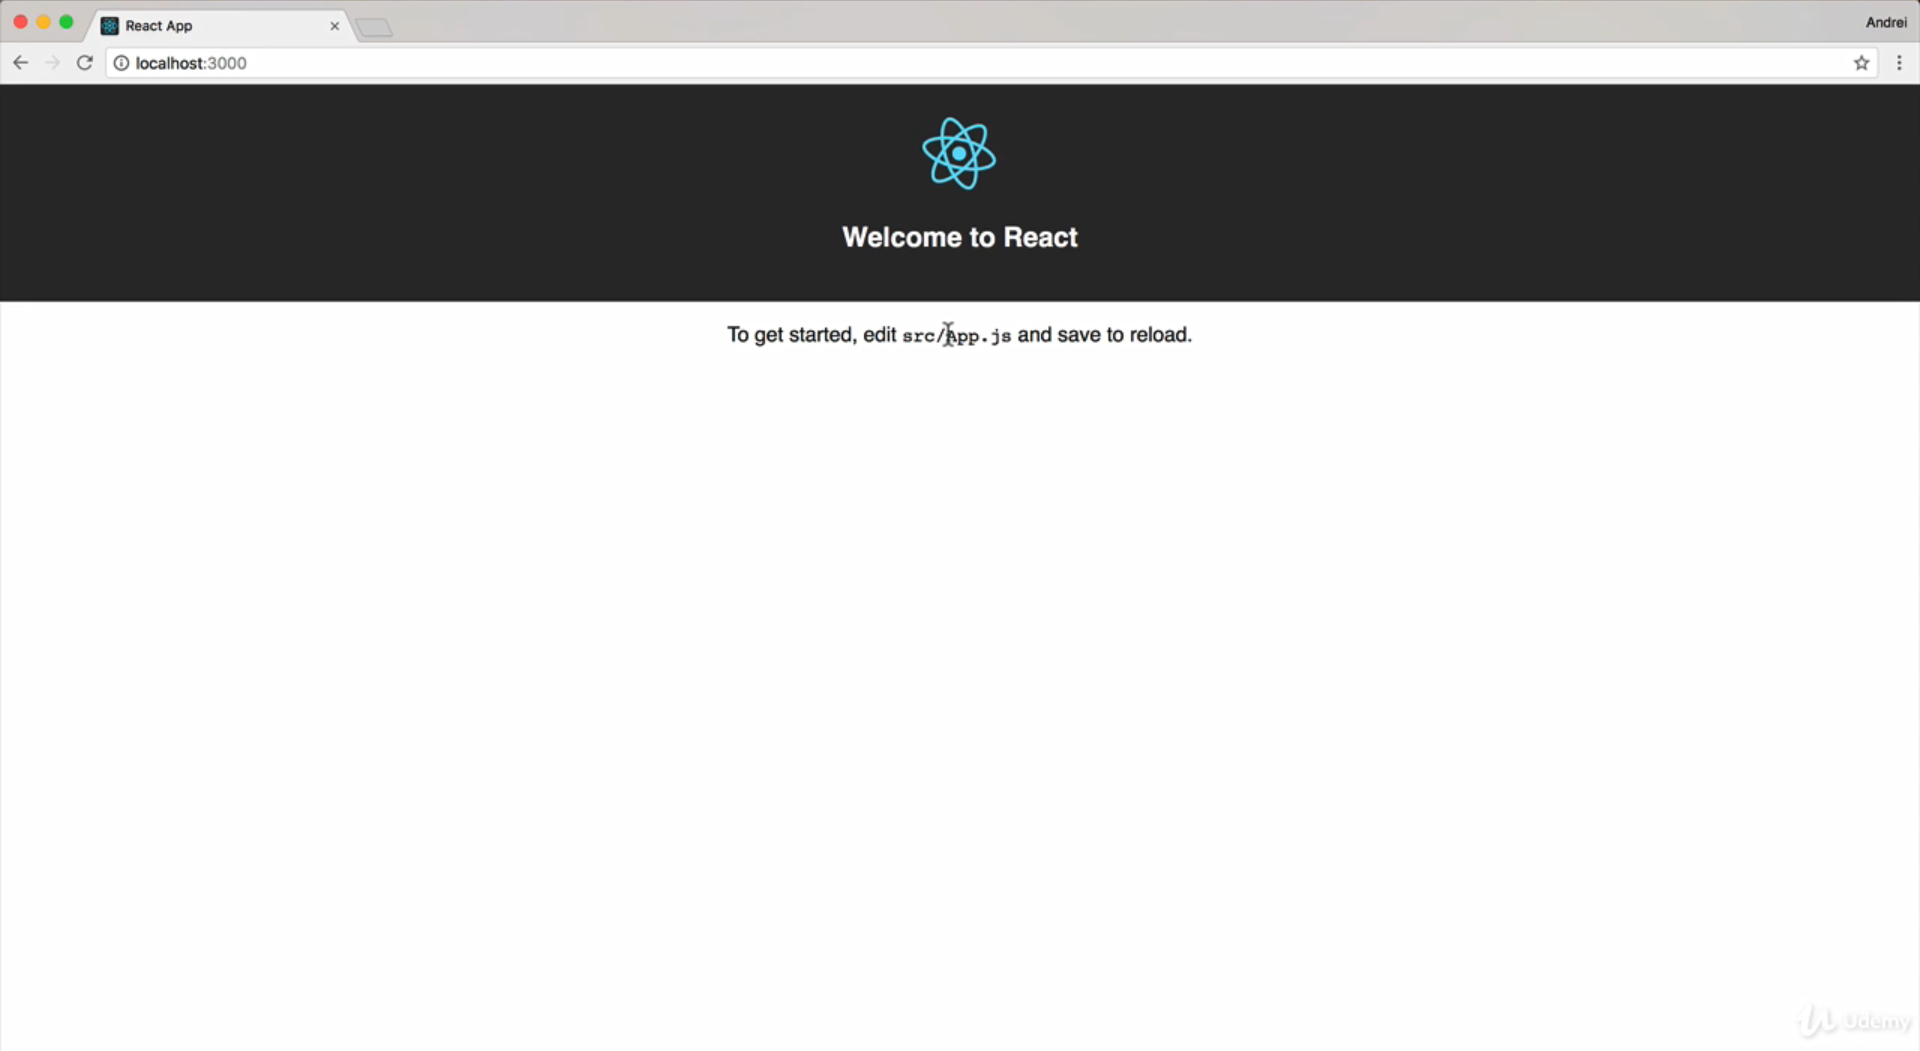 React App
Andrei
localhost:3000
Welcome to React
To get started, edit src/App.js and save to reload.
Udemy